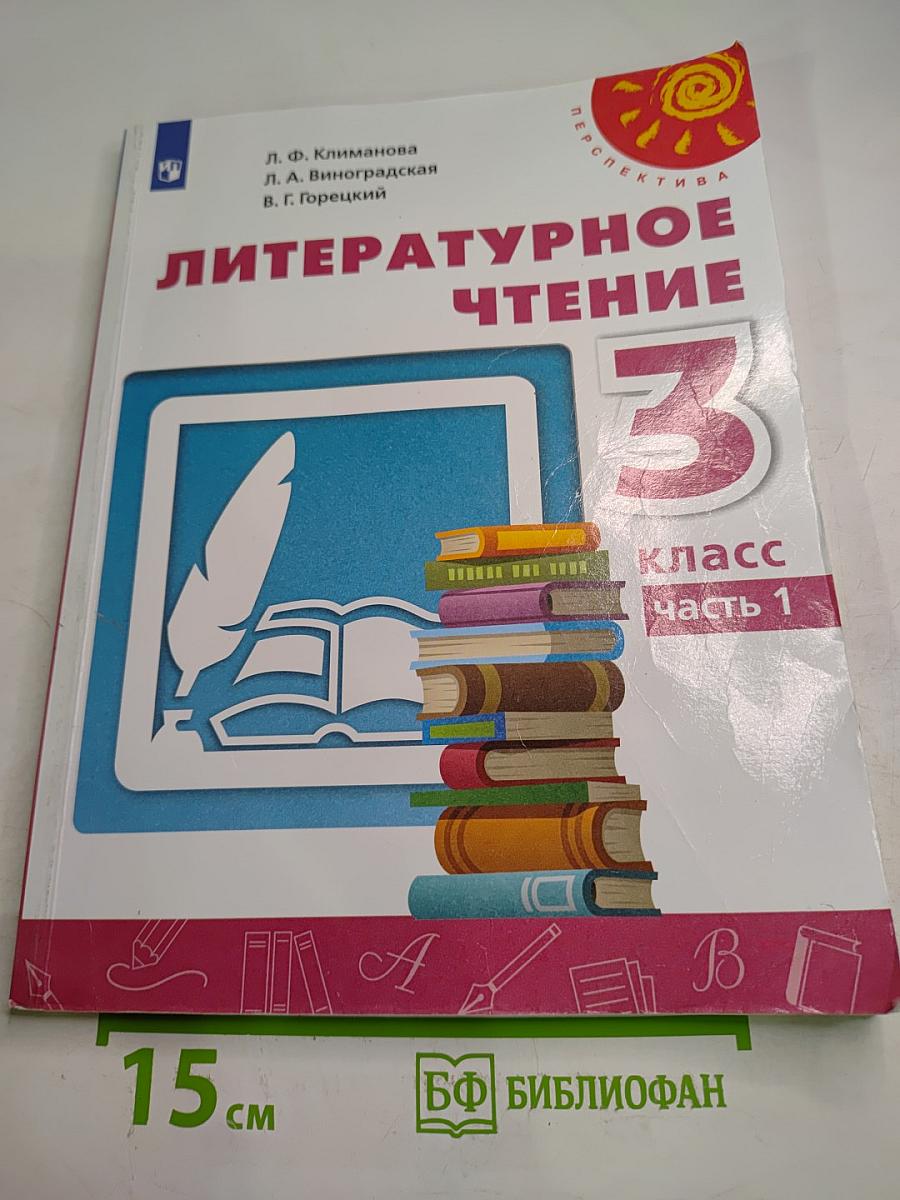 Л. Ф. Климанова
Л. А. Виноградская
В. Г. Горецкий
ПЕРСПЕКТИВА
ЛИТЕРАТУРНОЕ
ЧТЕНИЕ
3
класс
часть 1
А
В
15 см
БФ БИБЛИОФАН